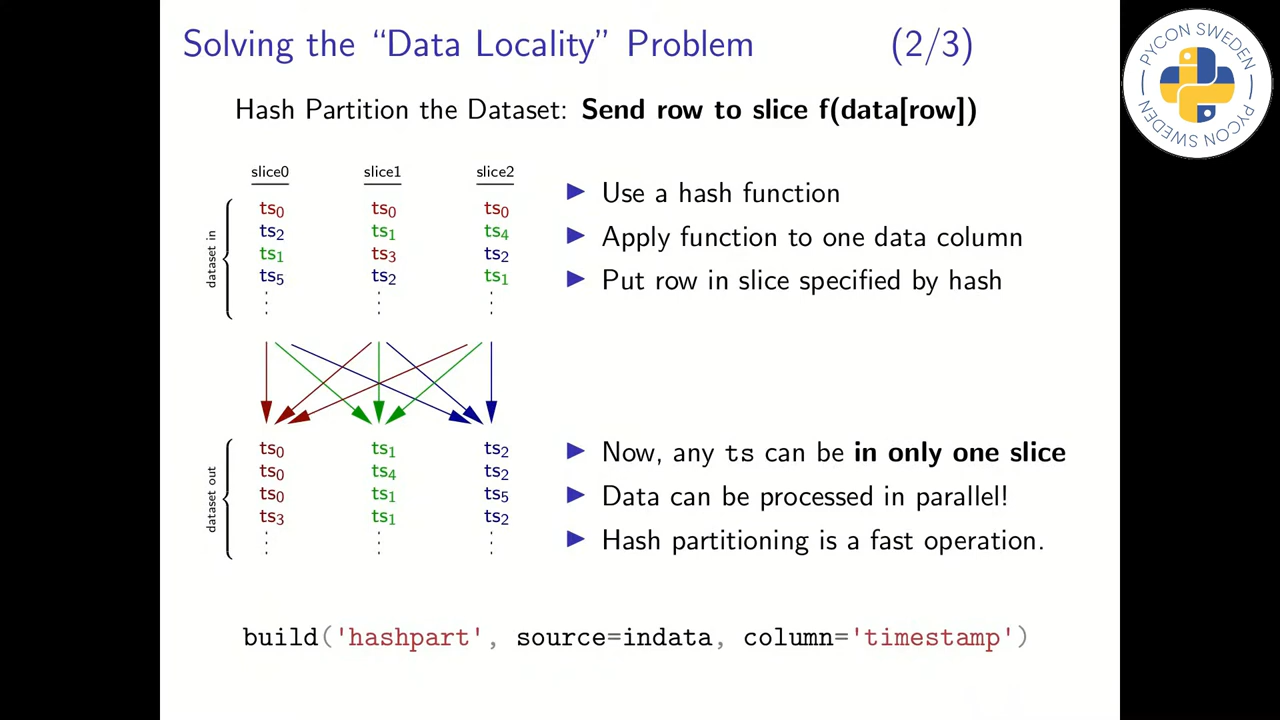 Solving the “Data Locality” Problem (2/3)
PYCON SWEDEN
PYCON SWEDEN
Hash Partition the Dataset: Send row to slice f(data[row])
slice0 slice1 slice2
dataset in
ts0 ts0 ts0
ts2 ts1 ts4
ts1 ts3 ts2
ts5 ts2 ts1
Use a hash function
Apply function to one data column
Put row in slice specified by hash
dataset out
ts0 ts1 ts2
ts0 ts4 ts2
ts0 ts1 ts5
ts3 ts1 ts2
Now, any ts can be in only one slice
Data can be processed in parallel!
Hash partitioning is a fast operation.
build('hashpart', source=indata, column='timestamp')